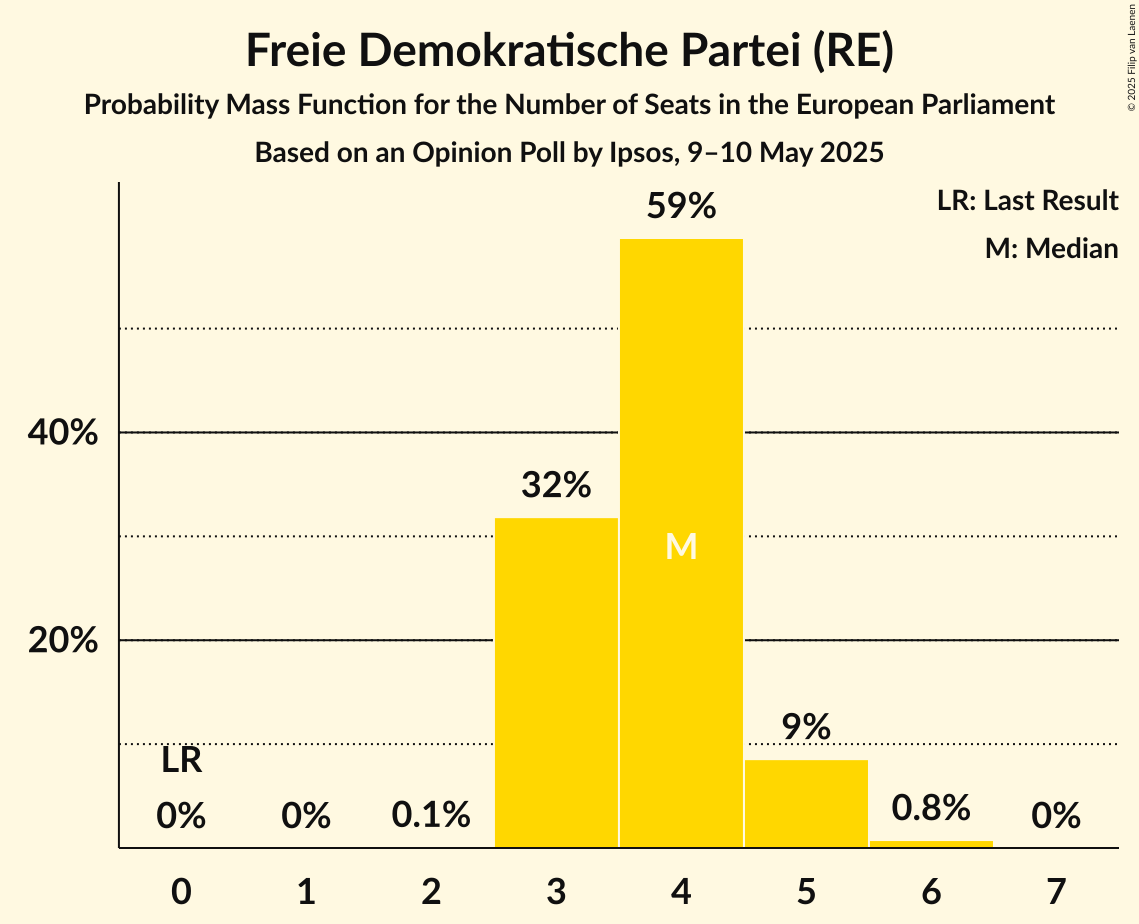 Freie Demokratische Partei (RE)
Probability Mass Function for the Number of Seats in the European Parliament
Based on an Opinion Poll by Ipsos, 9–10 May 2025
© 2025 Filip van Laenen
LR: Last Result
M: Median
59%
40%
32%
M
20%
9%
LR
0%
0%
0.1%
0.8%
0%
0
1
2
3
4
5
6
7